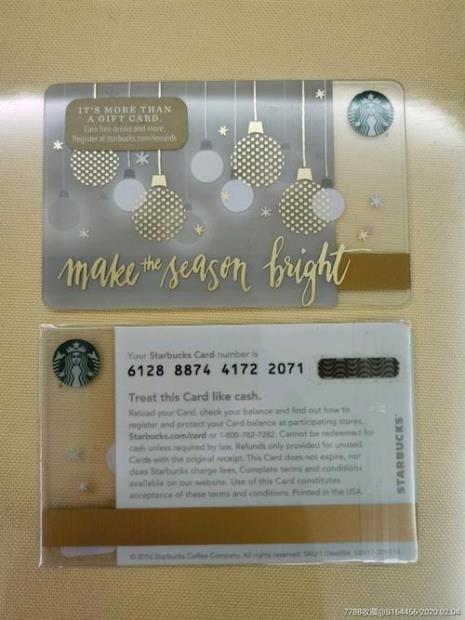 IT'S MORE THAN
A GIFT CARD.
Earn free drinks and more.
Register at starbucks.com/rewards
make the season bright
Your Starbucks Card number is
6128 8874 4172 2071
Treat this Card like cash.
Reload your Card, check your balance and find out how to
register and protect your Card balance at participating stores,
Starbucks.com/card or 1-800-782-7282. Cannot be redeemed for
cash unless required by law. Refunds only provided for unused
Cards with the original receipt. This Card does not expire, nor
does Starbucks charge fees. Complete terms and conditions
available on our website. Use of this Card constitutes
acceptance of these terms and conditions. Printed in the USA.
STARBUCKS
©2016 Starbucks Coffee Company. All rights reserved. SKU
7788收藏@S164456-2020.02.04